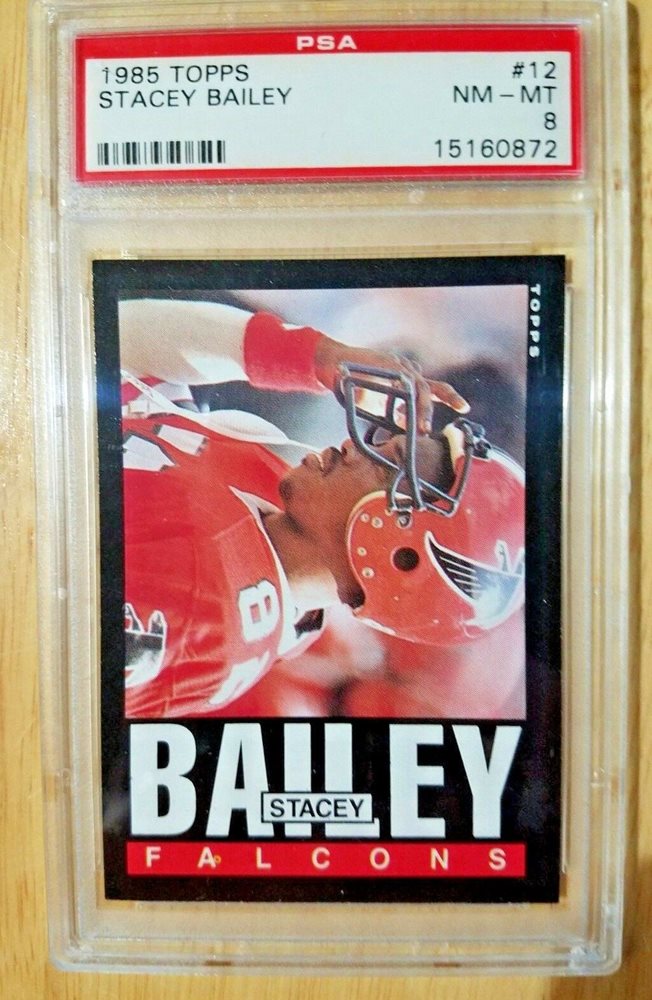 PSA
1985 TOPPS #12
STACEY BAILEY NM-MT
8
15160872
TOPPS
BAILEY
STACEY
FALCONS